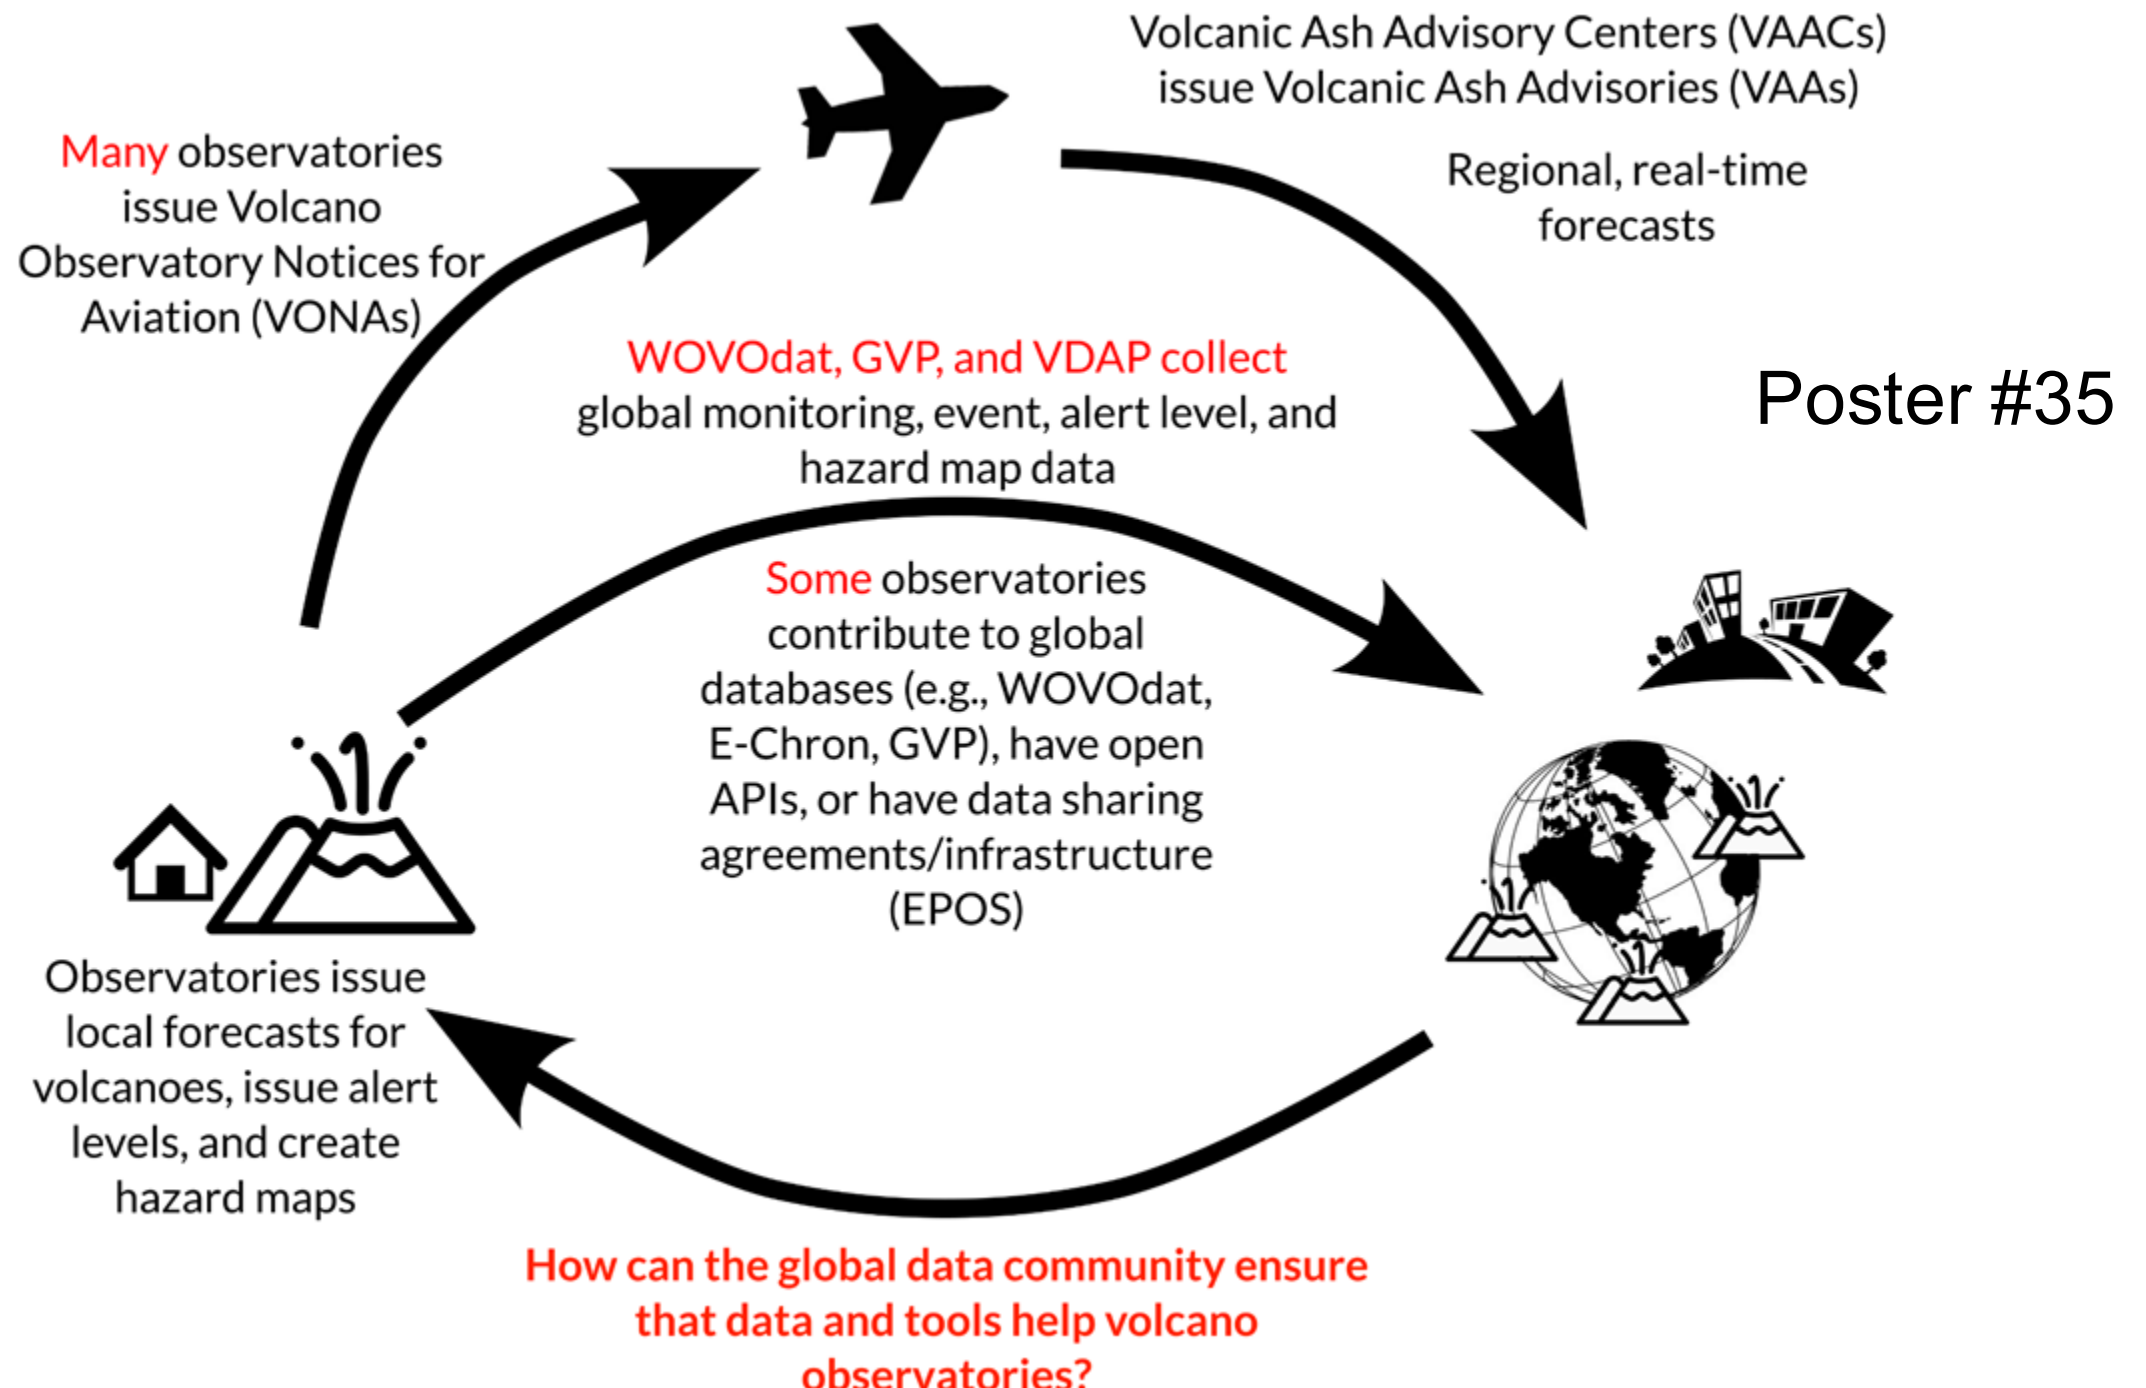 Volcanic Ash Advisory Centers (VAACs)
issue Volcanic Ash Advisories (VAAs)
Regional, real-time
forecasts
Many observatories
issue Volcano
Observatory Notices for
Aviation (VONAs)
WOVOdat, GVP, and VDAP collect
global monitoring, event, alert level, and
hazard map data
Poster #35
Some observatories
contribute to global
databases (e.g., WOVOdat,
E-Chron, GVP), have open
APIs, or have data sharing
agreements/infrastructure
(EPOS)
Observatories issue
local forecasts for
volcanoes, issue alert
levels, and create
hazard maps
How can the global data community ensure
that data and tools help volcano
observatories?